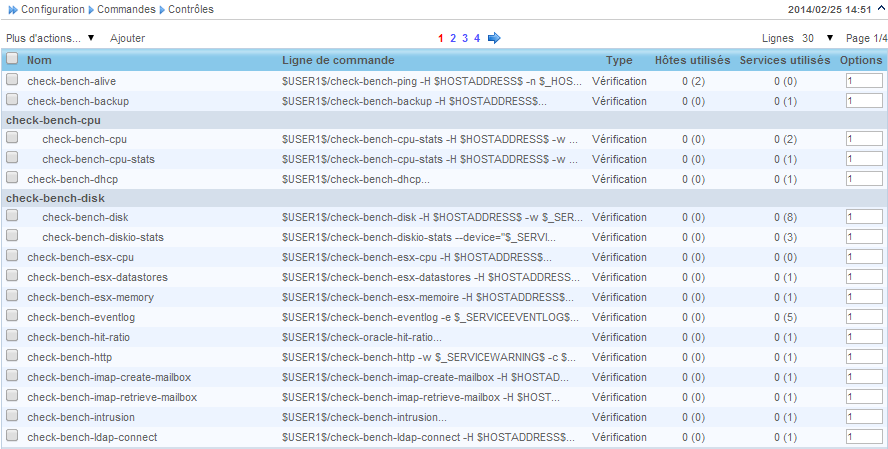 Configuration Commandes Contrôles 2014/02/25 14:51
Plus d'actions... Ajouter 1 2 3 4 Lignes 30 Page 1/4
Nom Ligne de commande Type Hôtes utilisés Services utilisés Options
check-bench-alive $USER1$/check-bench-ping -H $HOSTADDRESS$ -n $_HOS... Vérification 0 (2) 0 (0) 1
check-bench-backup $USER1$/check-bench-backup -H $HOSTADDRESS$... Vérification 0 (0) 0 (1) 1
check-bench-cpu
check-bench-cpu $USER1$/check-bench-cpu-stats -H $HOSTADDRESS$ -w ... Vérification 0 (0) 0 (2) 1
check-bench-cpu-stats $USER1$/check-bench-cpu-stats -H $HOSTADDRESS$ -w ... Vérification 0 (0) 0 (1) 1
check-bench-dhcp $USER1$/check-bench-dhcp... Vérification 0 (0) 0 (1) 1
check-bench-disk
check-bench-disk $USER1$/check-bench-disk -H $HOSTADDRESS$ -w $_SER... Vérification 0 (0) 0 (8) 1
check-bench-diskio-stats $USER1$/check-bench-diskio-stats --device="$_SERVI... Vérification 0 (0) 0 (3) 1
check-bench-esx-cpu $USER1$/check-bench-esx-cpu -H $HOSTADDRESS$... Vérification 0 (0) 0 (0) 1
check-bench-esx-datastores $USER1$/check-bench-esx-datastores -H $HOSTADDRESS... Vérification 0 (0) 0 (1) 1
check-bench-esx-memory $USER1$/check-bench-esx-memoire -H $HOSTADDRESS$... Vérification 0 (0) 0 (1) 1
check-bench-eventlog $USER1$/check-bench-eventlog -e $_SERVICEEVENTLOG$... Vérification 0 (0) 0 (5) 1
check-bench-hit-ratio $USER1$/check-oracle-hit-ratio... Vérification 0 (0) 0 (1) 1
check-bench-http $USER1$/check-bench-http -w $_SERVICEWARNING$ -c $... Vérification 0 (0) 0 (1) 1
check-bench-imap-create-mailbox $USER1$/check-bench-imap-create-mailbox -H $HOSTAD... Vérification 0 (0) 0 (1) 1
check-bench-imap-retrieve-mailbox $USER1$/check-bench-imap-retrieve-mailbox -H $HOST... Vérification 0 (0) 0 (1) 1
check-bench-intrusion $USER1$/check-bench-intrusion... Vérification 0 (0) 0 (1) 1
check-bench-ldap-connect $USER1$/check-bench-ldap-connect -H $HOSTADDRESS$... Vérification 0 (0) 0 (1) 1